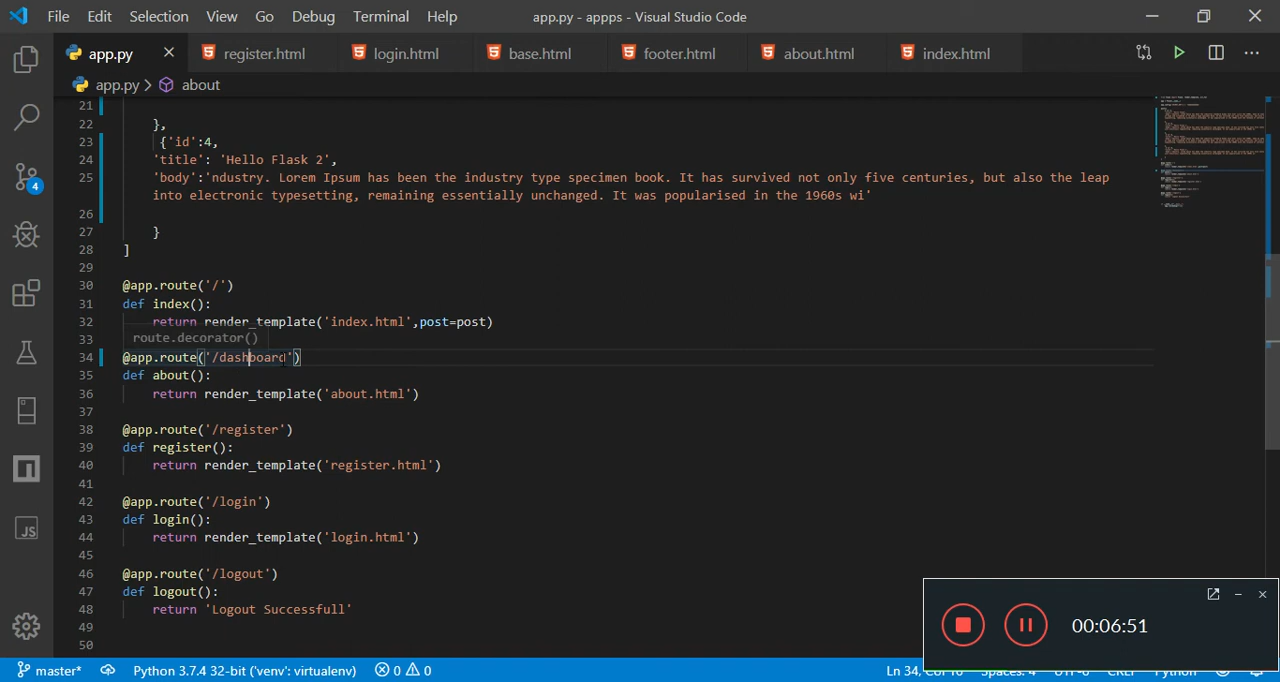 File Edit Selection View Go Debug Terminal Help app.py - appps - Visual Studio Code
app.py register.html login.html base.html footer.html about.html index.html
app.py > about
21
22 },
23 {'id':4,
24 'title': 'Hello Flask 2',
25 'body':'ndustry. Lorem Ipsum has been the industry type specimen book. It has survived not only five centuries, but also the leap
into electronic typesetting, remaining essentially unchanged. It was popularised in the 1960s wi'
26
27 }
28 ]
29
30 @app.route('/')
31 def index():
32 return render_template('index.html',post=post)
33 route.decorator()
34 @app.route('/dashboard')
35 def about():
36 return render_template('about.html')
37
38 @app.route('/register')
39 def register():
40 return render_template('register.html')
41
42 @app.route('/login')
43 def login():
44 return render_template('login.html')
45
46 @app.route('/logout')
47 def logout():
48 return 'Logout Successfull'
49
50
00:06:51
4
JS
master* Python 3.7.4 32-bit ('venv': virtualenv) 0 0 Ln 34,